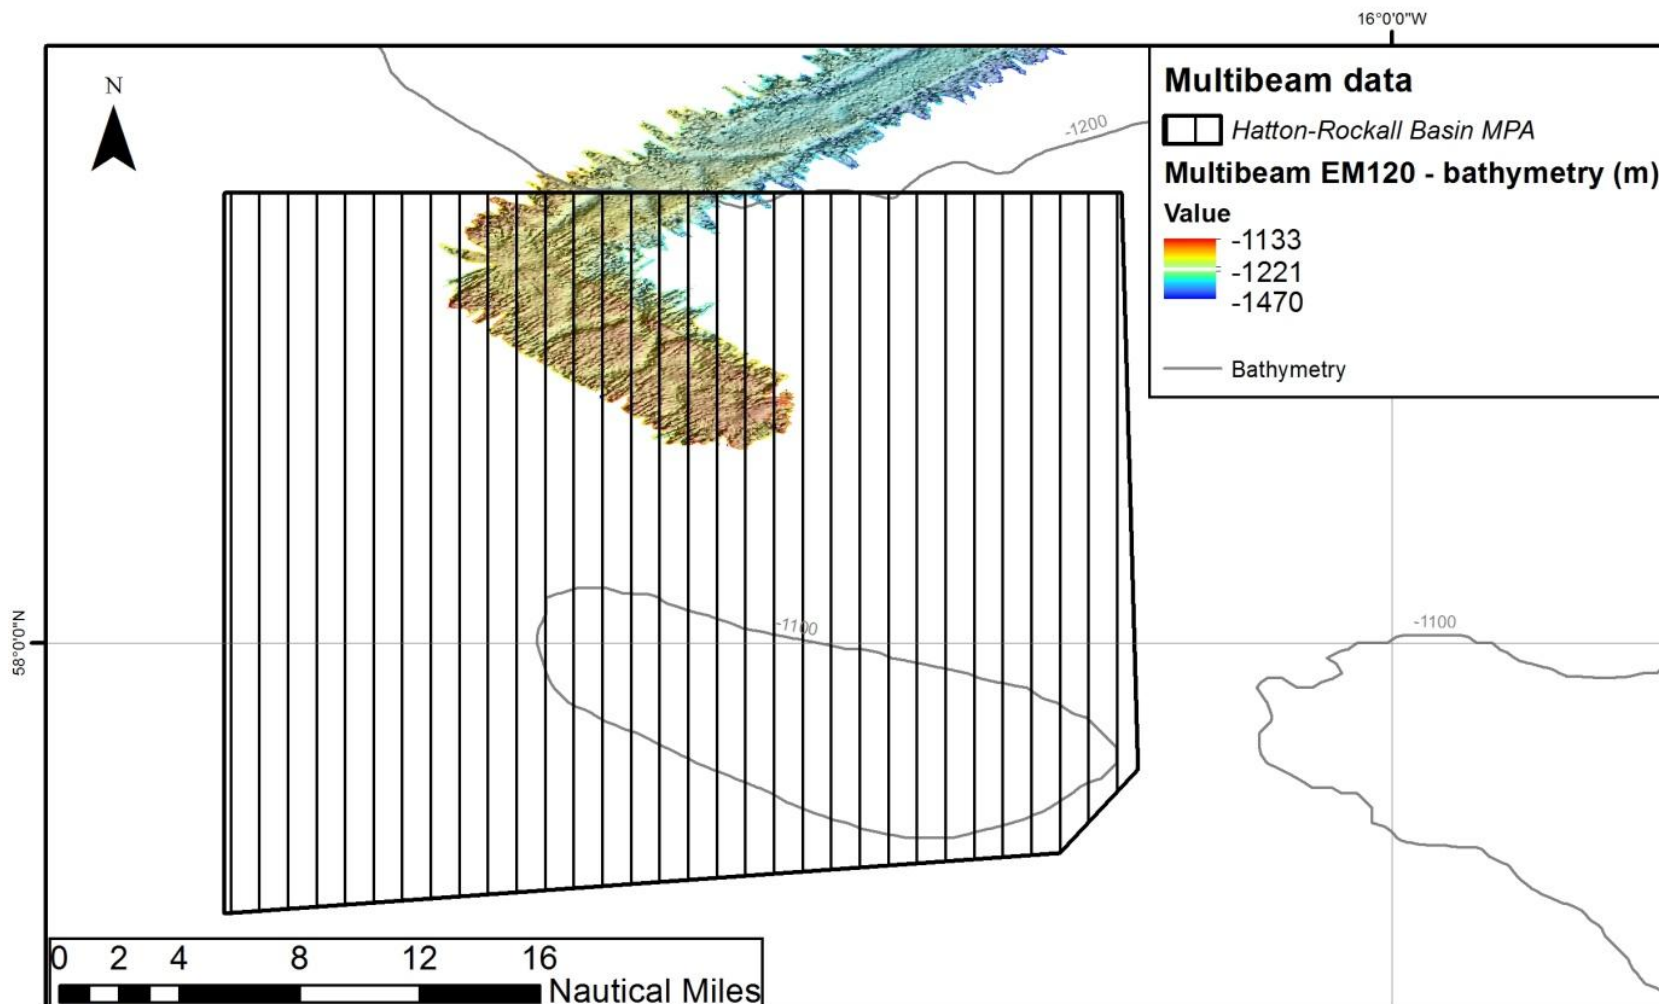 16°0'0"W
N
Multibeam data
Hatton-Rockall Basin MPA
Multibeam EM120 - bathymetry (m)
Value
-1133
-1221
-1470
Bathymetry
-1200
58°0'0"N
-1100
-1100
0 2 4 8 12 16
Nautical Miles